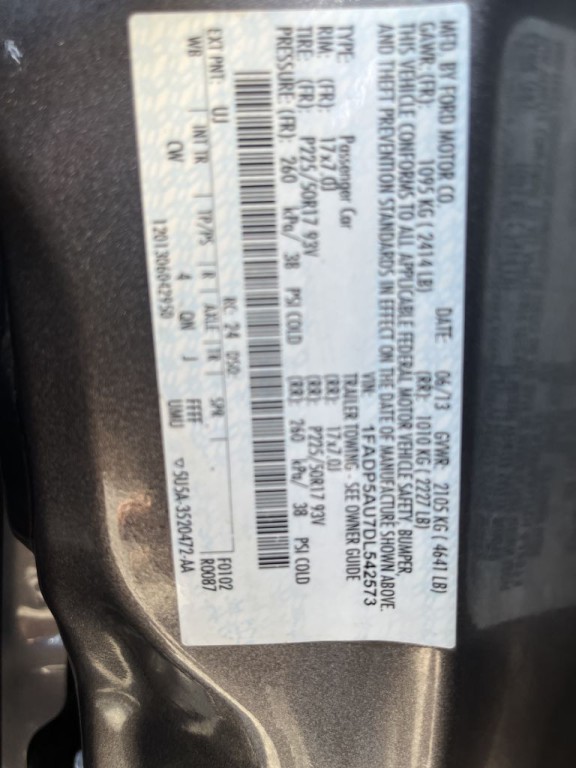 MFD. BY FORD MOTOR CO.
DATE: 06/13 GVWR: 2105 KG ( 4641 LB)
GAWR: (FR): 1095 KG ( 2414 LB) (RR): 1010 KG ( 2227 LB)
THIS VEHICLE CONFORMS TO ALL APPLICABLE FEDERAL MOTOR VEHICLE SAFETY, BUMPER,
AND THEFT PREVENTION STANDARDS IN EFFECT ON THE DATE OF MANUFACTURE SHOWN ABOVE.
VIN: 1FADP5AU7DL542573
TYPE: Passenger Car TRAILER TOWING - SEE OWNER GUIDE
RIM: (FR): 17x7.0J (RR): 17x7.0J
TIRE: (FR): P225/50R17 93V (RR): P225/50R17 93V
PRESSURE: (FR): 260 kPa/ 38 PSI COLD (RR): 260 kPa/ 38 PSI COLD
EXT PNT: UJ RC: 24 DSO: F0102
R0087
WB INT TR TP/PS R AXLE TR SPR
CW 4 QN J FFFF
UMU
1201306042950 ▽ 5U5A-3520472-AA